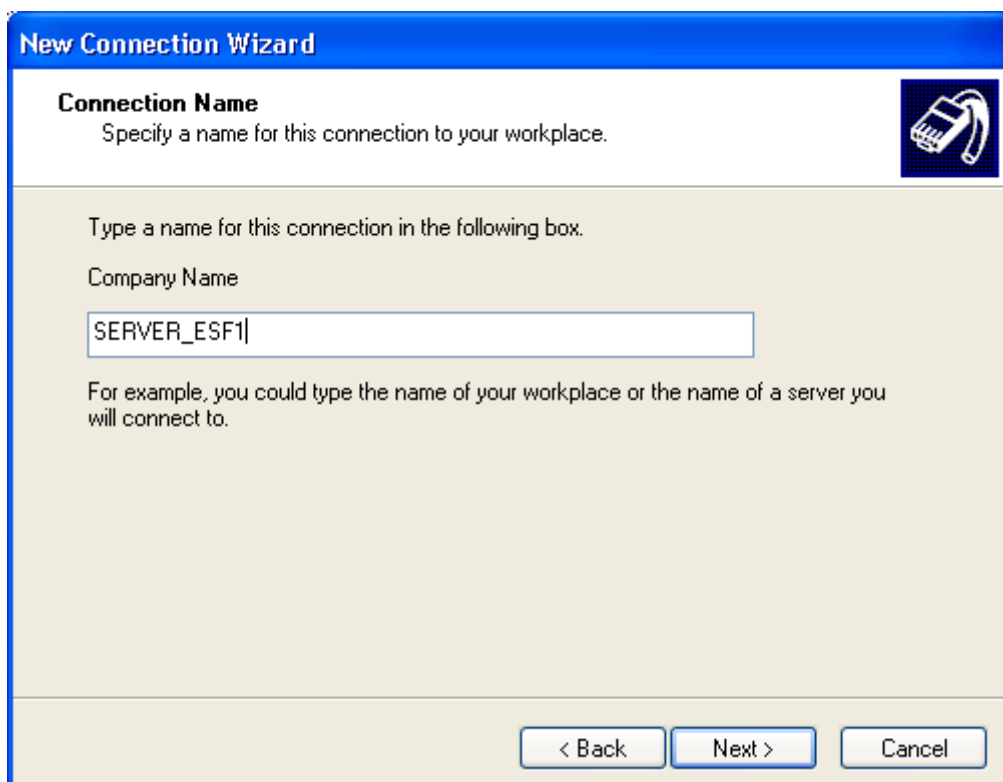 New Connection Wizard
Connection Name
Specify a name for this connection to your workplace.
Type a name for this connection in the following box.
Company Name
SERVER_ESF1
For example, you could type the name of your workplace or the name of a server you
will connect to.
< Back
Next >
Cancel